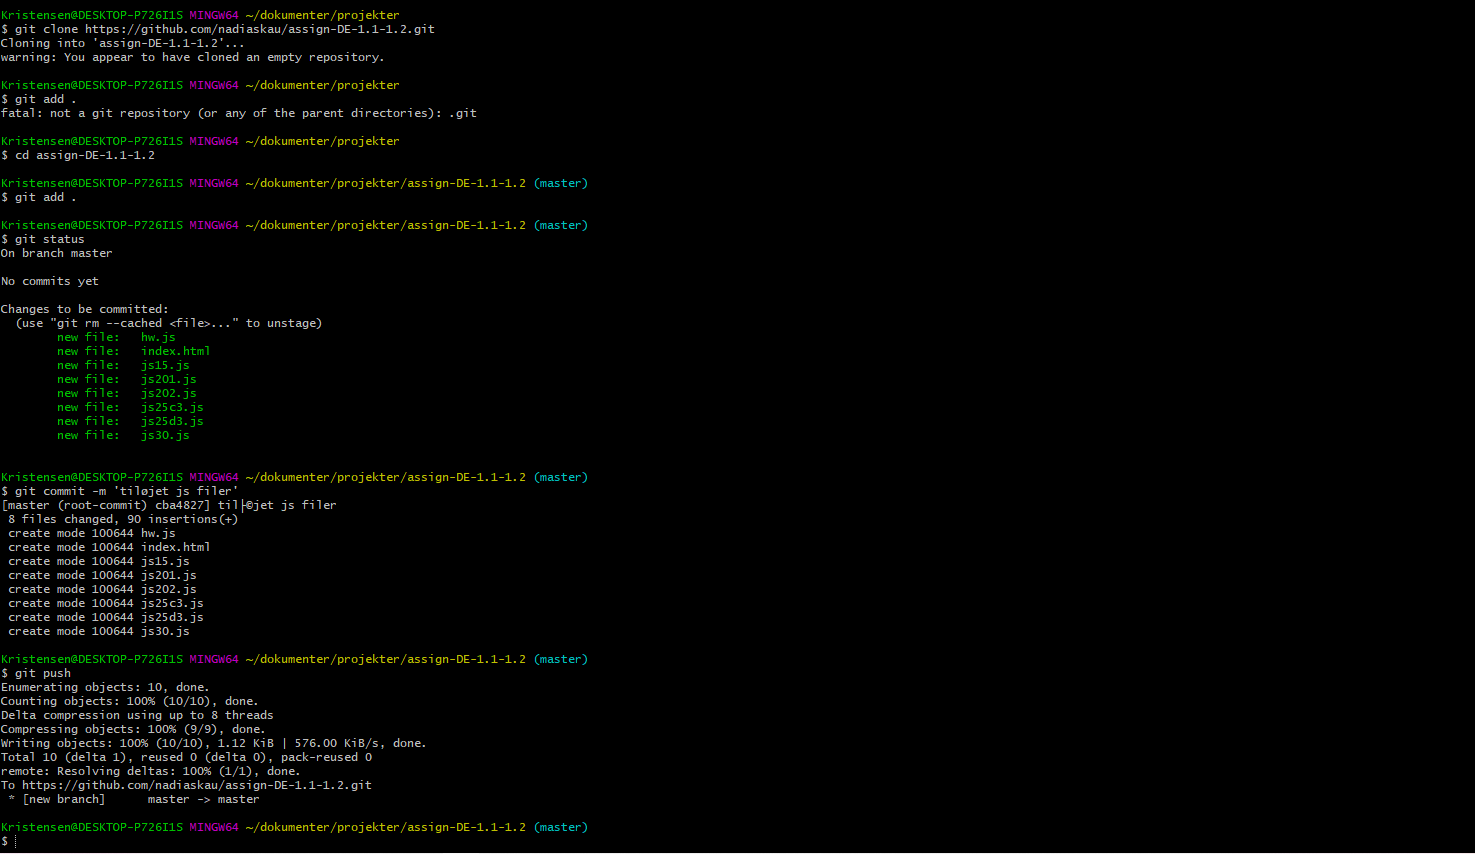 Kristensen@DESKTOP-P726I1S MINGW64 ~/dokumenter/projekter
$ git clone https://github.com/nadiaskau/assign-DE-1.1-1.2.git
Cloning into 'assign-DE-1.1-1.2'...
warning: You appear to have cloned an empty repository.
Kristensen@DESKTOP-P726I1S MINGW64 ~/dokumenter/projekter
$ git add .
fatal: not a git repository (or any of the parent directories): .git
Kristensen@DESKTOP-P726I1S MINGW64 ~/dokumenter/projekter
$ cd assign-DE-1.1-1.2
Kristensen@DESKTOP-P726I1S MINGW64 ~/dokumenter/projekter/assign-DE-1.1-1.2 (master)
$ git add .
Kristensen@DESKTOP-P726I1S MINGW64 ~/dokumenter/projekter/assign-DE-1.1-1.2 (master)
$ git status
On branch master
No commits yet
Changes to be committed:
  (use "git rm --cached <file>..." to unstage)
        new file:   hw.js
        new file:   index.html
        new file:   js15.js
        new file:   js201.js
        new file:   js202.js
        new file:   js25c3.js
        new file:   js25d3.js
        new file:   js30.js
Kristensen@DESKTOP-P726I1S MINGW64 ~/dokumenter/projekter/assign-DE-1.1-1.2 (master)
$ git commit -m 'tiløjet js filer'
[master (root-commit) cba4827] til├©jet js filer
 8 files changed, 90 insertions(+)
 create mode 100644 hw.js
 create mode 100644 index.html
 create mode 100644 js15.js
 create mode 100644 js201.js
 create mode 100644 js202.js
 create mode 100644 js25c3.js
 create mode 100644 js25d3.js
 create mode 100644 js30.js
Kristensen@DESKTOP-P726I1S MINGW64 ~/dokumenter/projekter/assign-DE-1.1-1.2 (master)
$ git push
Enumerating objects: 10, done.
Counting objects: 100% (10/10), done.
Delta compression using up to 8 threads
Compressing objects: 100% (9/9), done.
Writing objects: 100% (10/10), 1.12 KiB | 576.00 KiB/s, done.
Total 10 (delta 1), reused 0 (delta 0), pack-reused 0
remote: Resolving deltas: 100% (1/1), done.
To https://github.com/nadiaskau/assign-DE-1.1-1.2.git
 * [new branch]      master -> master
Kristensen@DESKTOP-P726I1S MINGW64 ~/dokumenter/projekter/assign-DE-1.1-1.2 (master)
$